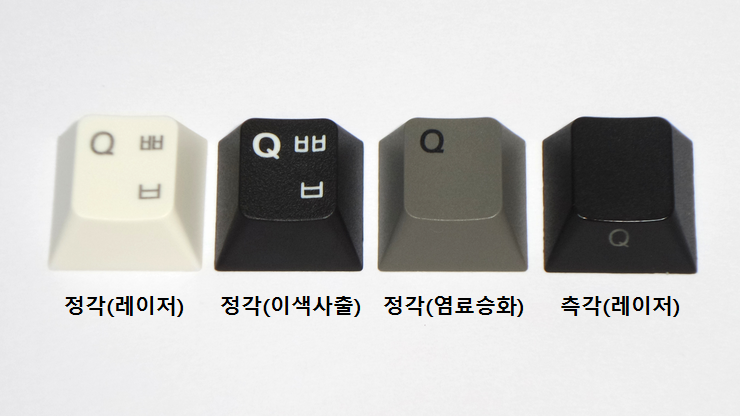 Q ㅃ
ㅂ
Q ㅃ
ㅂ
Q
Q
정각(레이저)
정각(이색사출)
정각(염료승화)
측각(레이저)